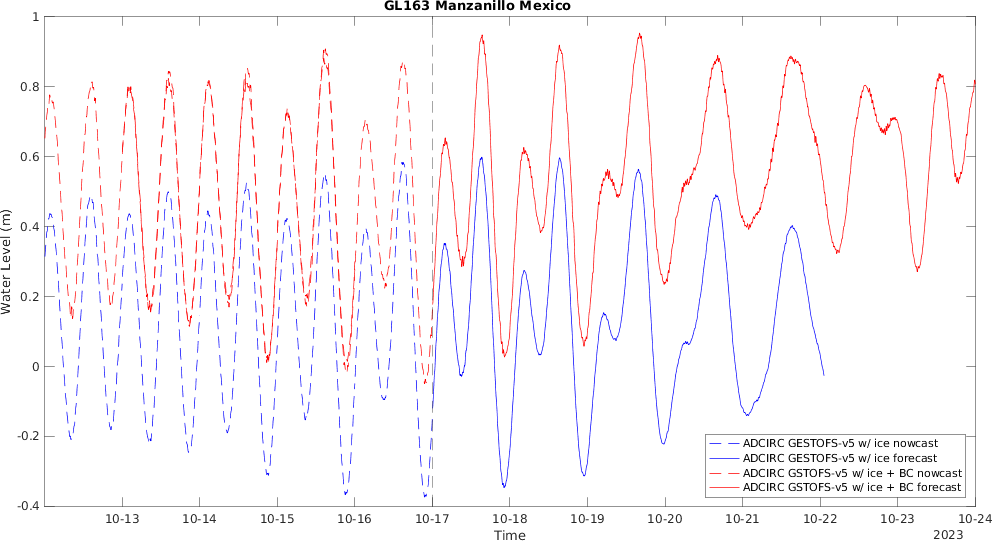 GL163 Manzanillo Mexico
1
0.8
0.6
0.4
0.2
0
-0.2
-0.4
Water Level (m)
ADCIRC GESTOFS-v5 w/ ice nowcast
ADCIRC GESTOFS-v5 w/ ice forecast
ADCIRC GSTOFS-v5 w/ ice + BC nowcast
ADCIRC GSTOFS-v5 w/ ice + BC forecast
10-13 10-14 10-15 10-16 10-17 10-18 10-19 10-20 10-21 10-22 10-23 10-24
Time
2023